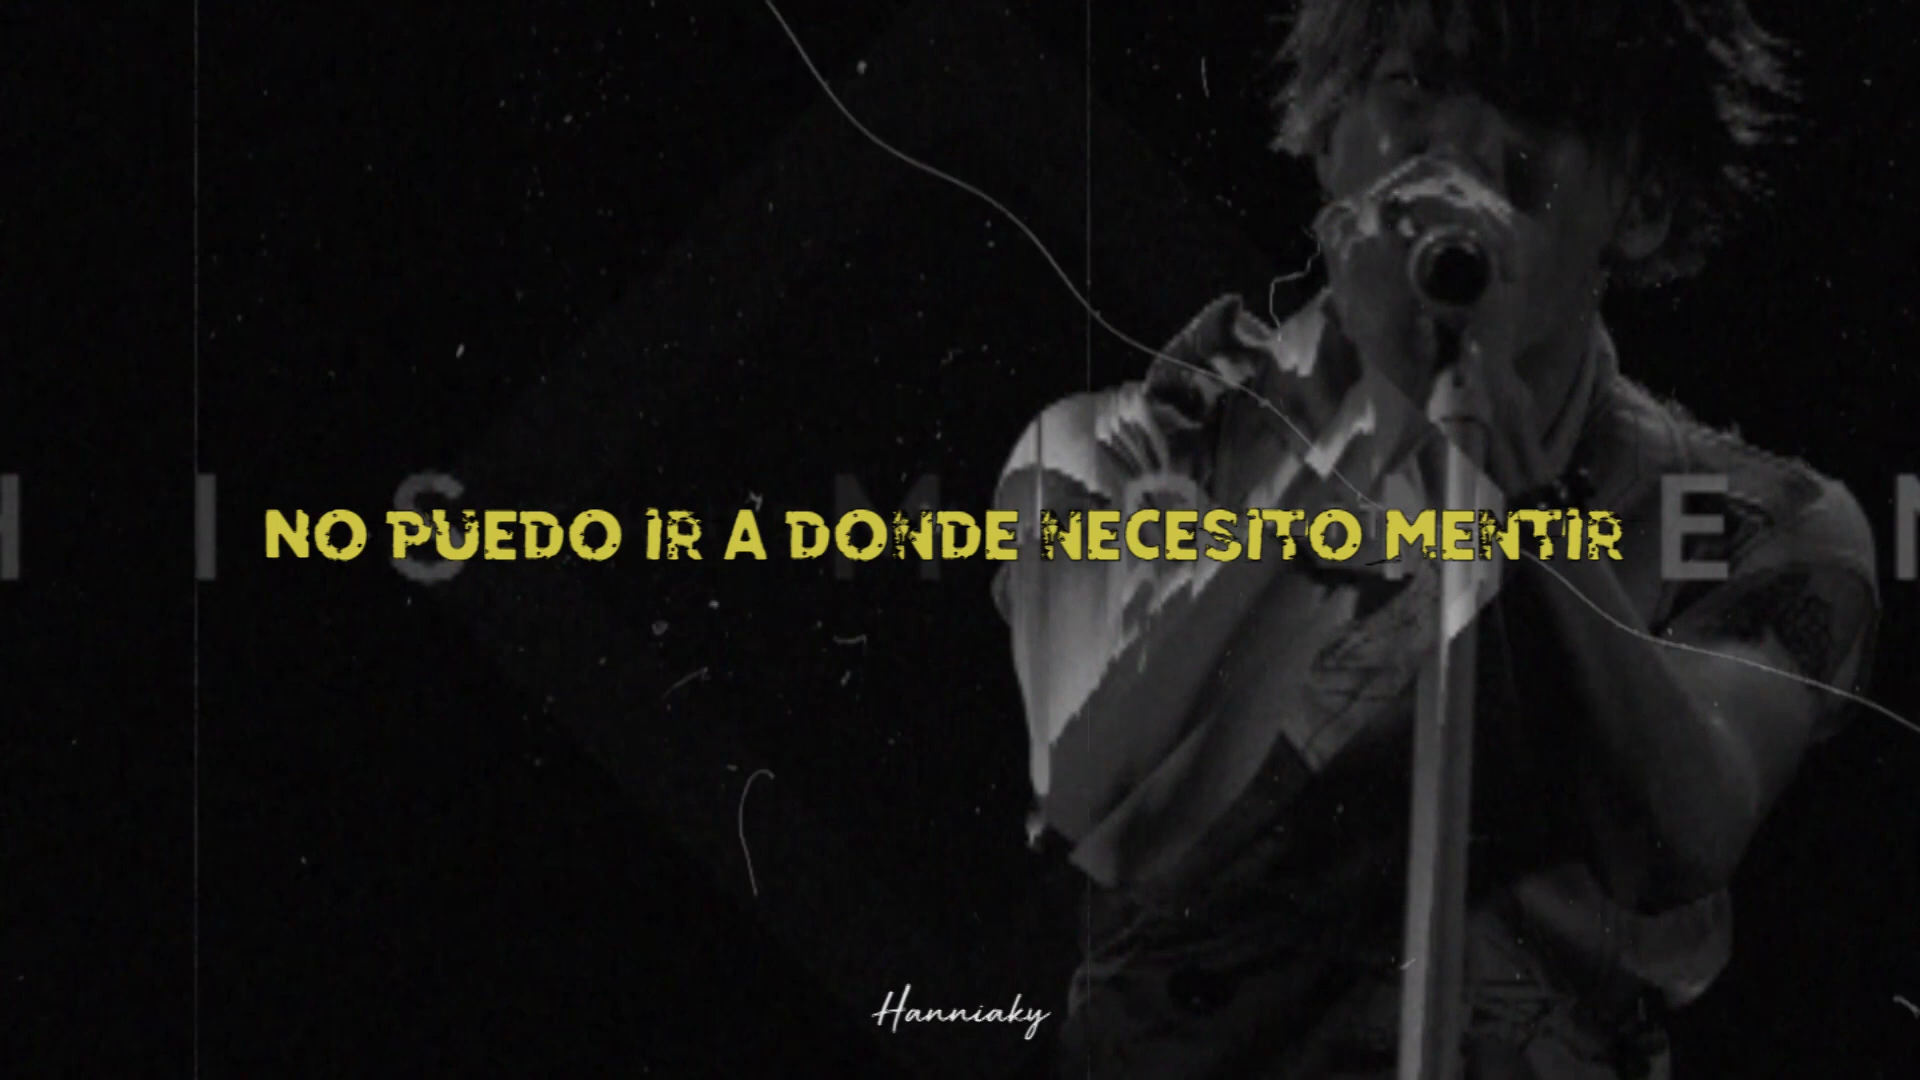 H I S M O M E N
NO PUEDO IR A DONDE NECESITO MENTIR
Hanniaky